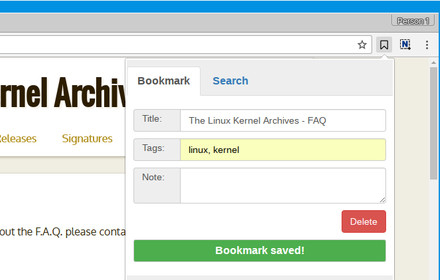 Person 1
Bookmark Search
rnel Archiv
Title: The Linux Kernel Archives - FAQ
eleases Signatures
Tags: linux, kernel
Note:
Delete
out the F.A.Q. please conta
Bookmark saved!